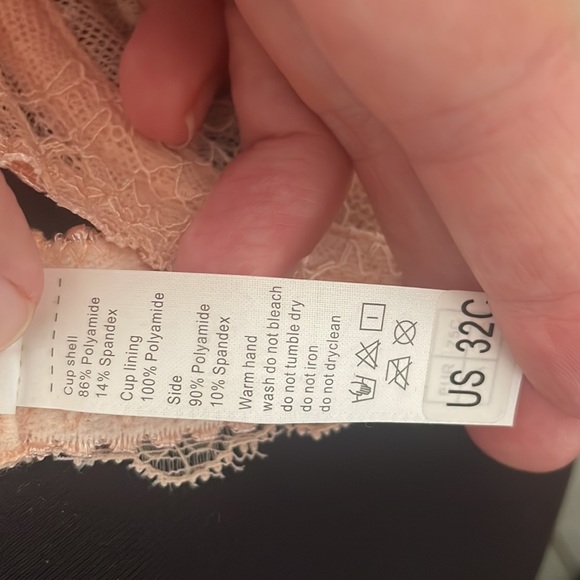 Cup shell
86% Polyamide
14% Spandex
Cup lining
100% Polyamide
Side
90% Polyamide
10% Spandex
Warm hand
wash do not bleach
do not tumble dry
do not iron
do not dryclean
US 32C